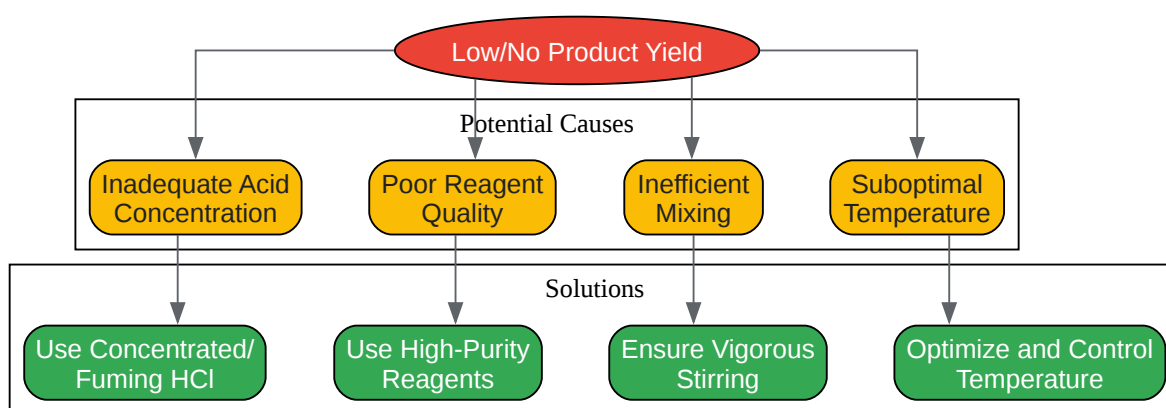 Low/No Product Yield
Potential Causes
Inadequate Acid
Concentration
Poor Reagent
Quality
Inefficient
Mixing
Suboptimal
Temperature
Solutions
Use Concentrated/
Fuming HCl
Use High-Purity
Reagents
Ensure Vigorous
Stirring
Optimize and Control
Temperature